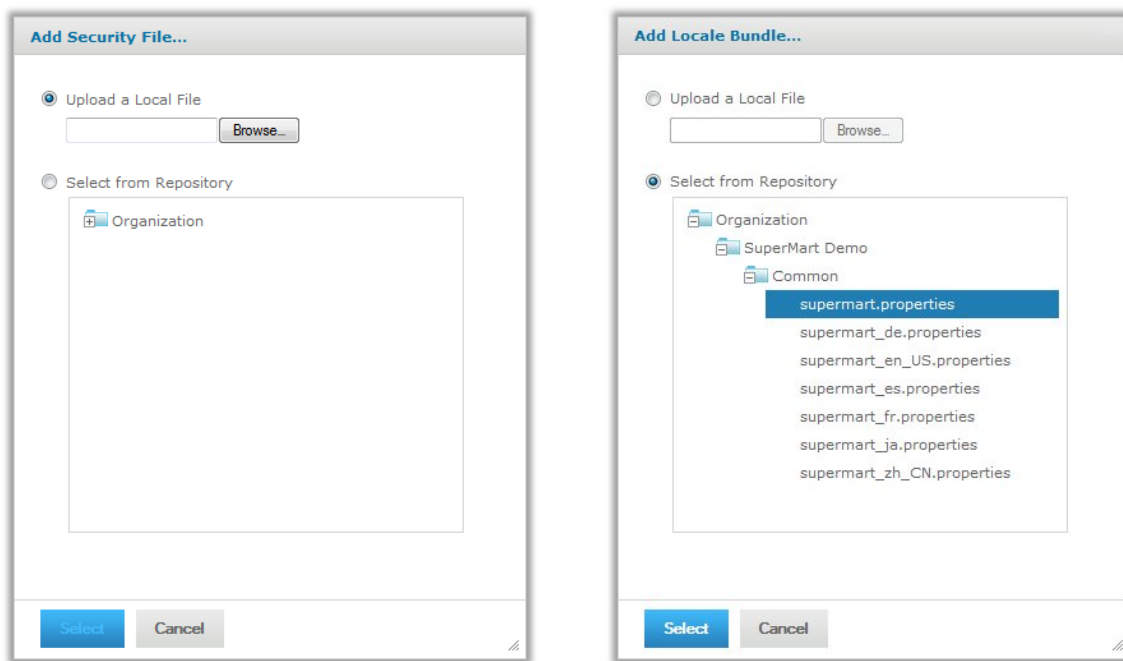 Add Security File...
Upload a Local File
Browse...
Select from Repository
Organization
Select
Cancel
Add Locale Bundle...
Upload a Local File
Browse...
Select from Repository
Organization
SuperMart Demo
Common
supermart.properties
supermart_de.properties
supermart_en_US.properties
supermart_es.properties
supermart_fr.properties
supermart_ja.properties
supermart_zh_CN.properties
Select
Cancel